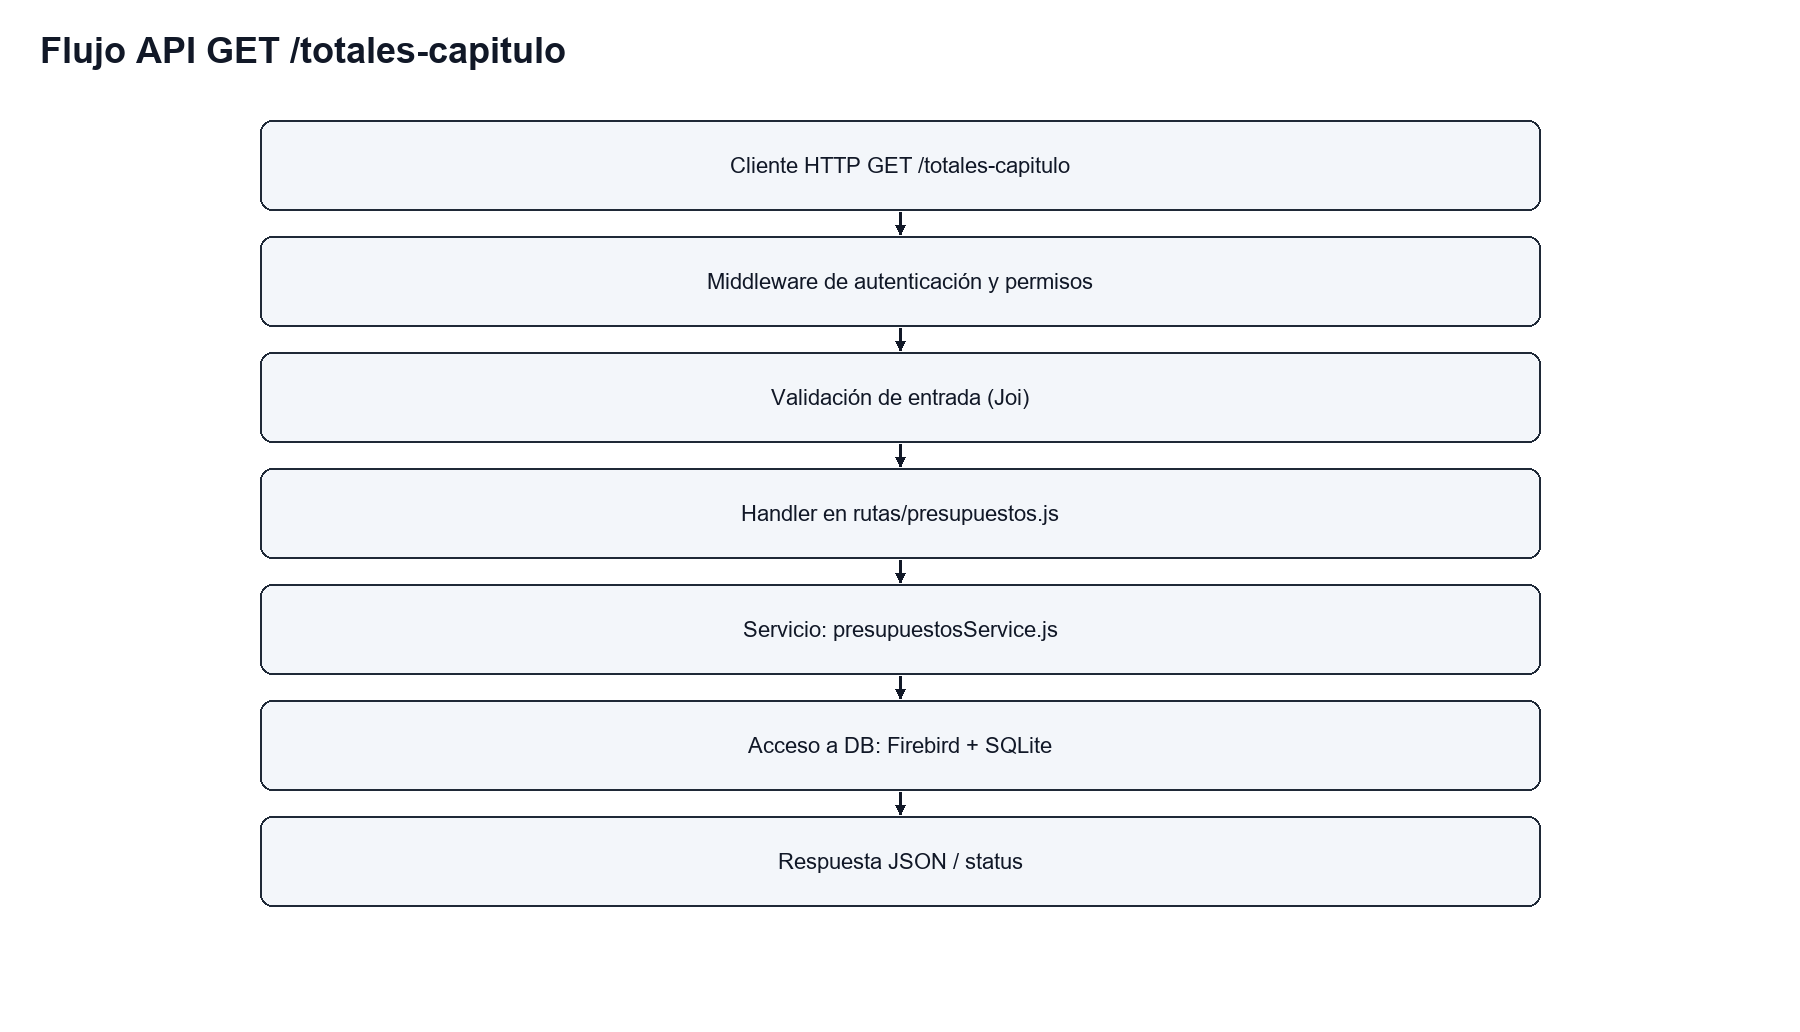 Flujo API GET /totales-capitulo
Cliente HTTP GET /totales-capitulo
Middleware de autenticación y permisos
Validación de entrada (Joi)
Handler en rutas/presupuestos.js
Servicio: presupuestosService.js
Acceso a DB: Firebird + SQLite
Respuesta JSON / status